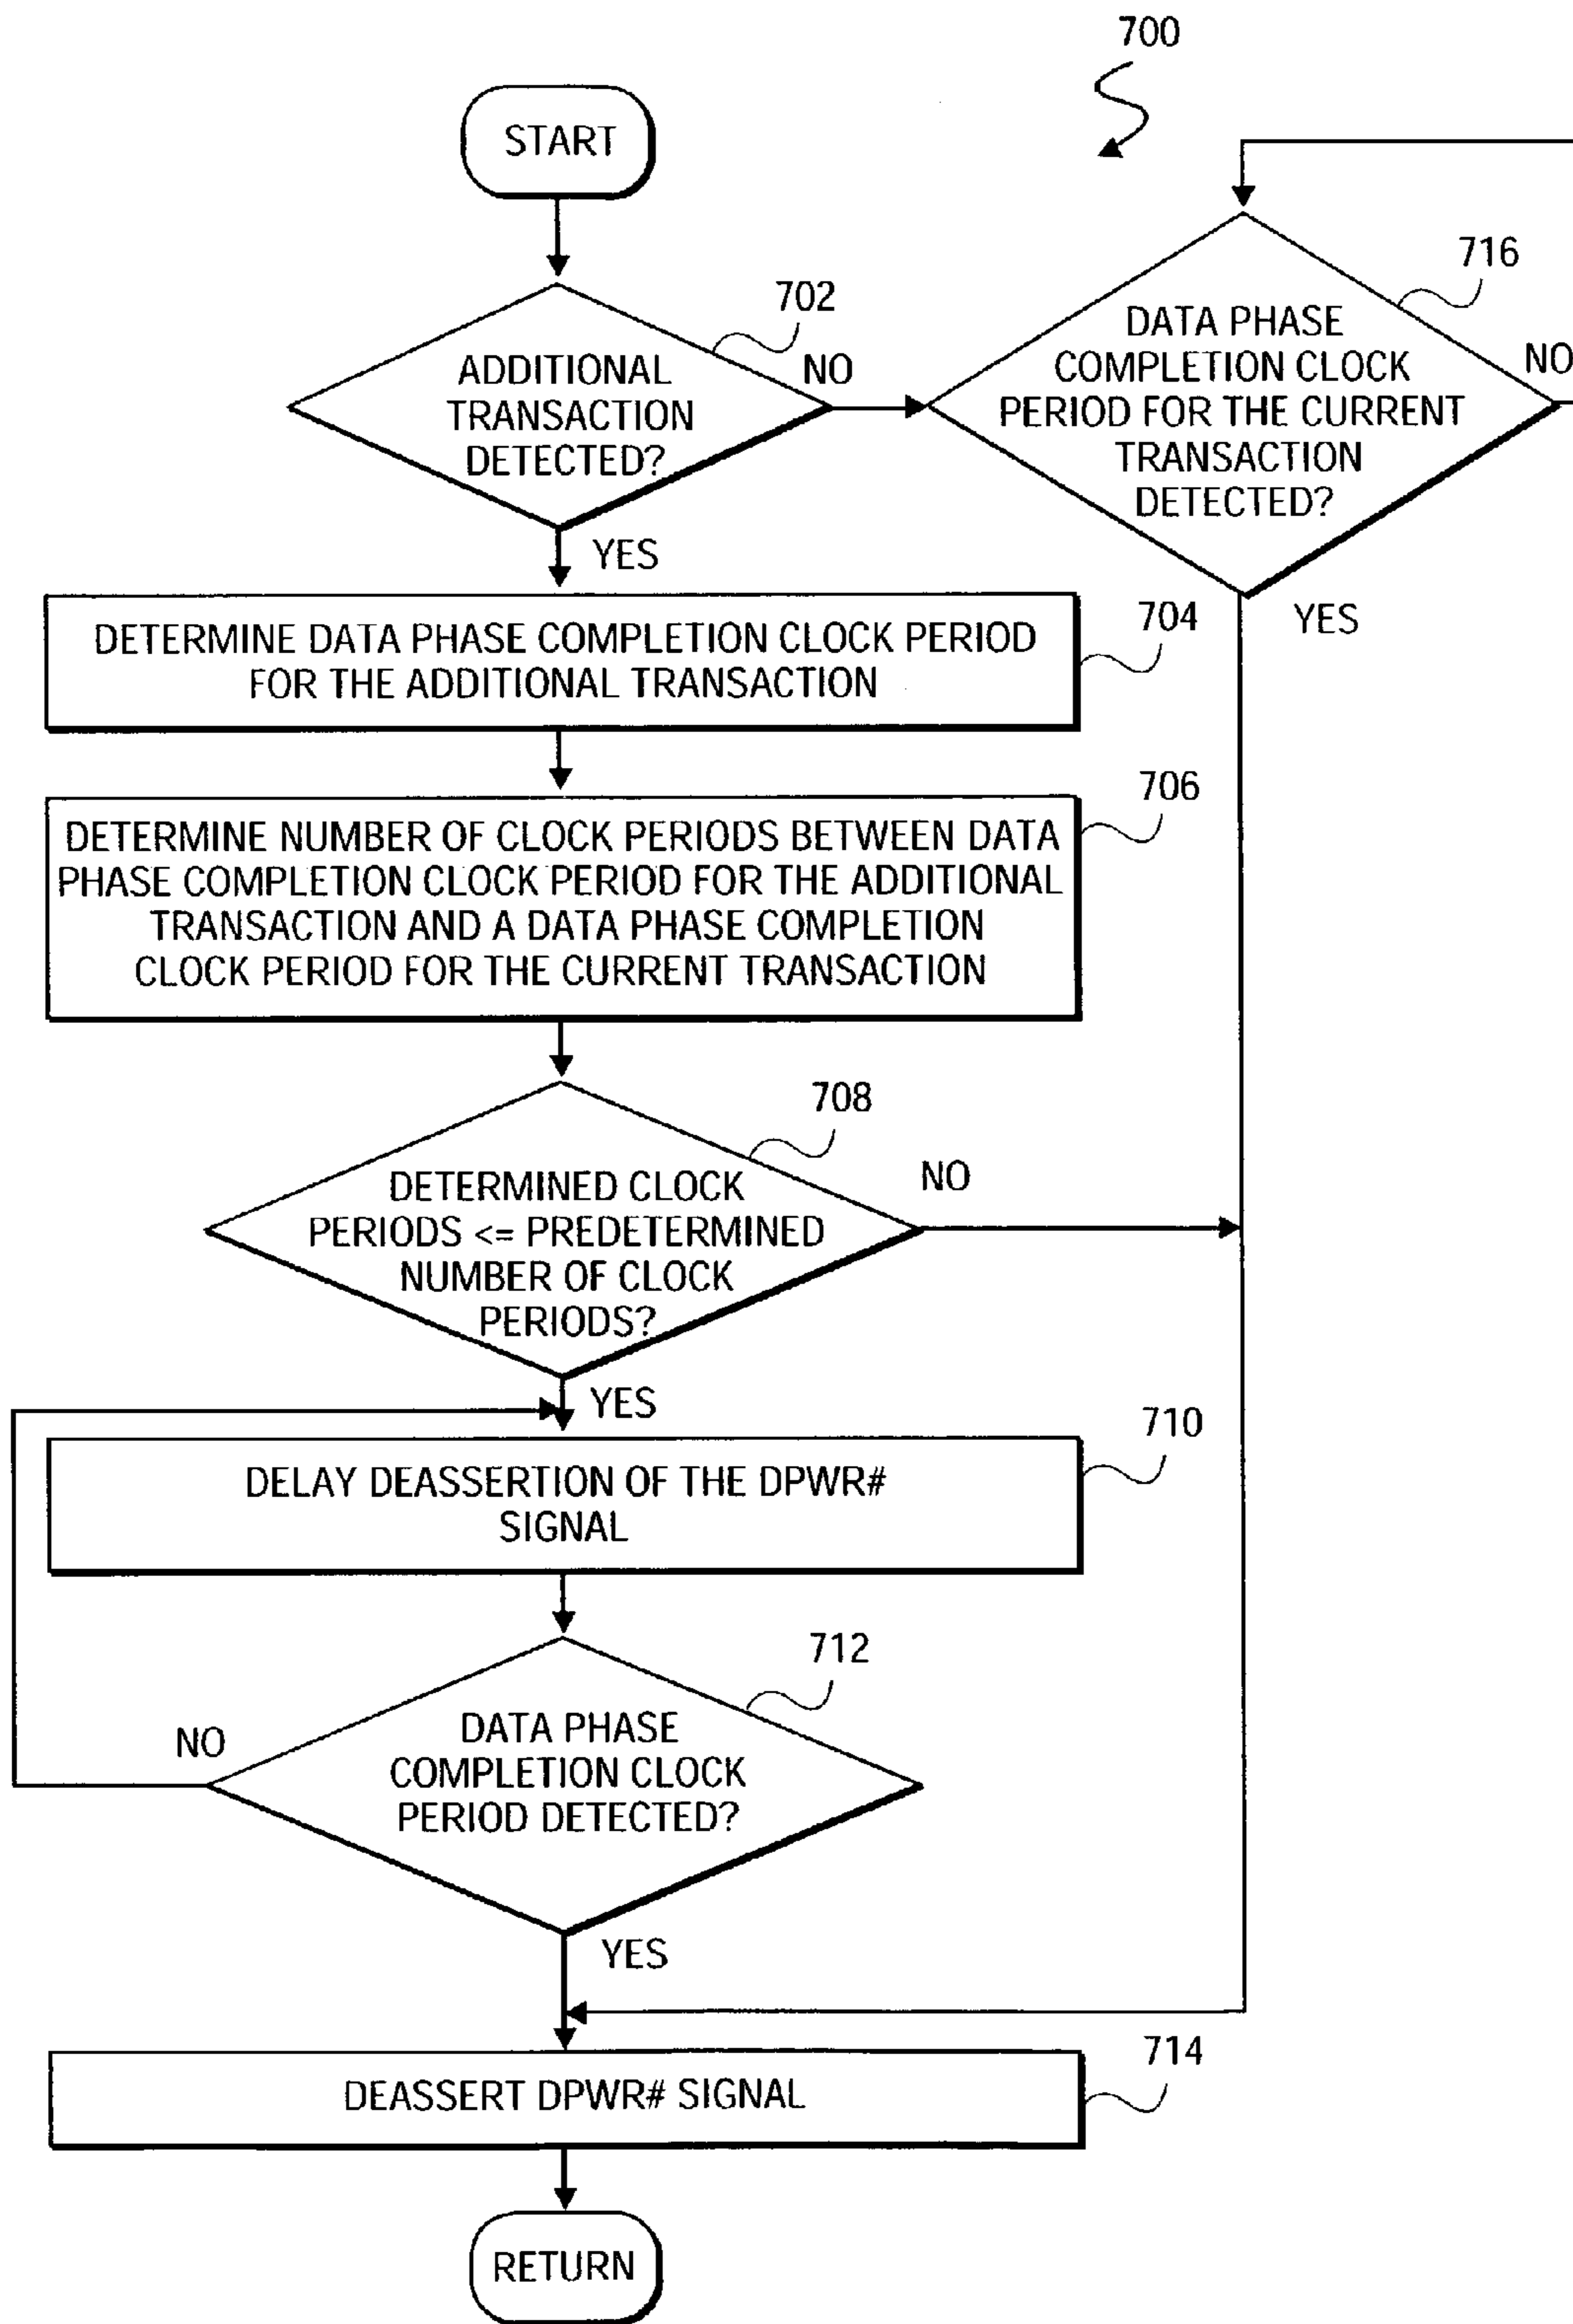 700
START
702
ADDITIONAL
TRANSACTION
DETECTED?
NO
YES
716
DATA PHASE
COMPLETION CLOCK
PERIOD FOR THE CURRENT
TRANSACTION
DETECTED?
NO
YES
704
DETERMINE DATA PHASE COMPLETION CLOCK PERIOD
FOR THE ADDITIONAL TRANSACTION
706
DETERMINE NUMBER OF CLOCK PERIODS BETWEEN DATA
PHASE COMPLETION CLOCK PERIOD FOR THE ADDITIONAL
TRANSACTION AND A DATA PHASE COMPLETION
CLOCK PERIOD FOR THE CURRENT TRANSACTION
708
DETERMINED CLOCK
PERIODS <= PREDETERMINED
NUMBER OF CLOCK
PERIODS?
NO
YES
710
DELAY DEASSERTION OF THE DPWR#
SIGNAL
712
DATA PHASE
COMPLETION CLOCK
PERIOD DETECTED?
NO
YES
714
DEASSERT DPWR# SIGNAL
RETURN